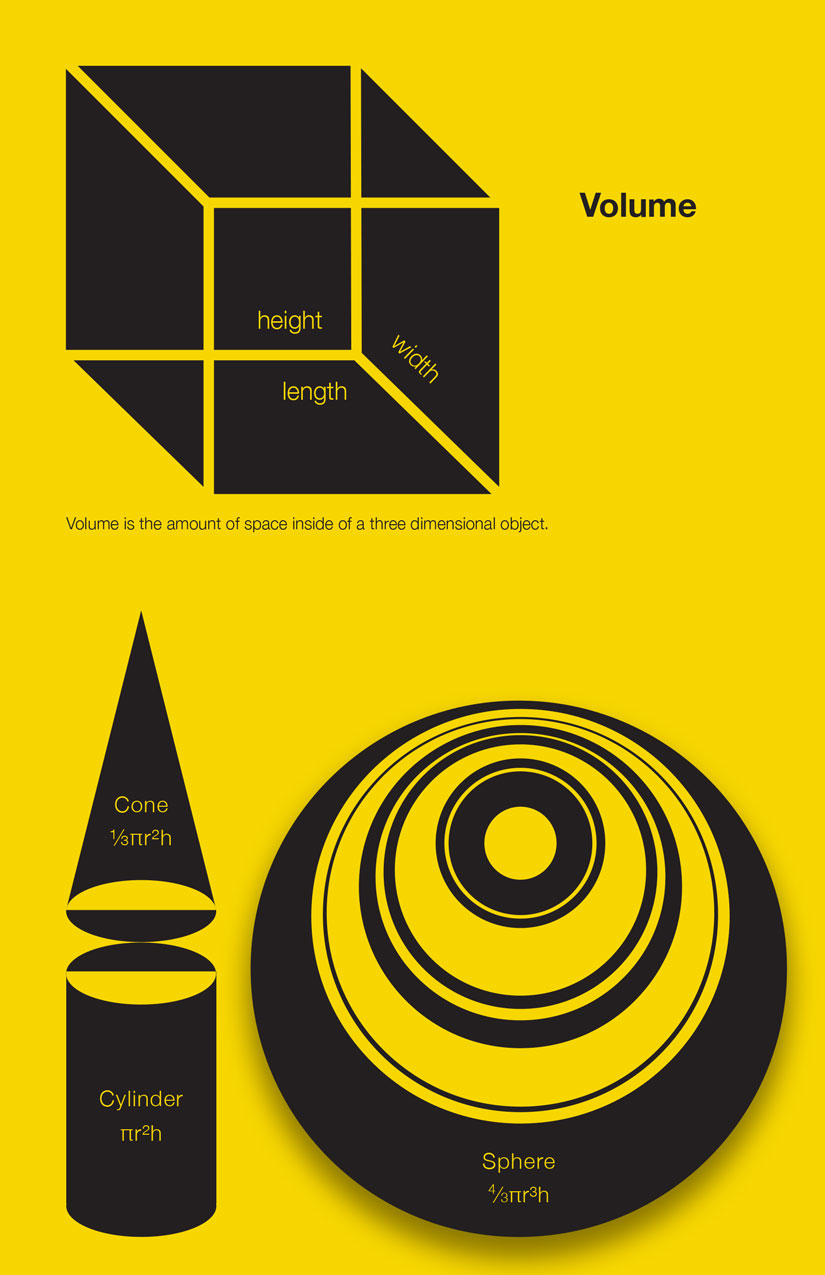 Volume
height
width
length
Volume is the amount of space inside of a three dimensional object.
Cone
⅓πr²h
Cylinder
πr²h
Sphere
⁴⁄₃πr³h